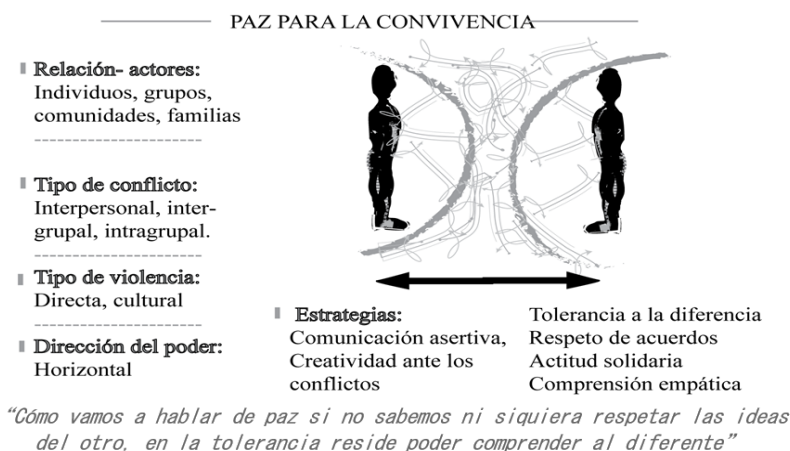 PAZ PARA LA CONVIVENCIA
Relación- actores:
Individuos, grupos,
comunidades, familias
Tipo de conflicto:
Interpersonal, inter-
grupal, intragrupal.
Tipo de violencia:
Directa, cultural
Dirección del poder:
Horizontal
Estrategias:
Comunicación asertiva,
Creatividad ante los
conflictos
Tolerancia a la diferencia
Respeto de acuerdos
Actitud solidaria
Comprensión empática
“Cómo vamos a hablar de paz si no sabemos ni siquiera respetar las ideas
del otro, en la tolerancia reside poder comprender al diferente”